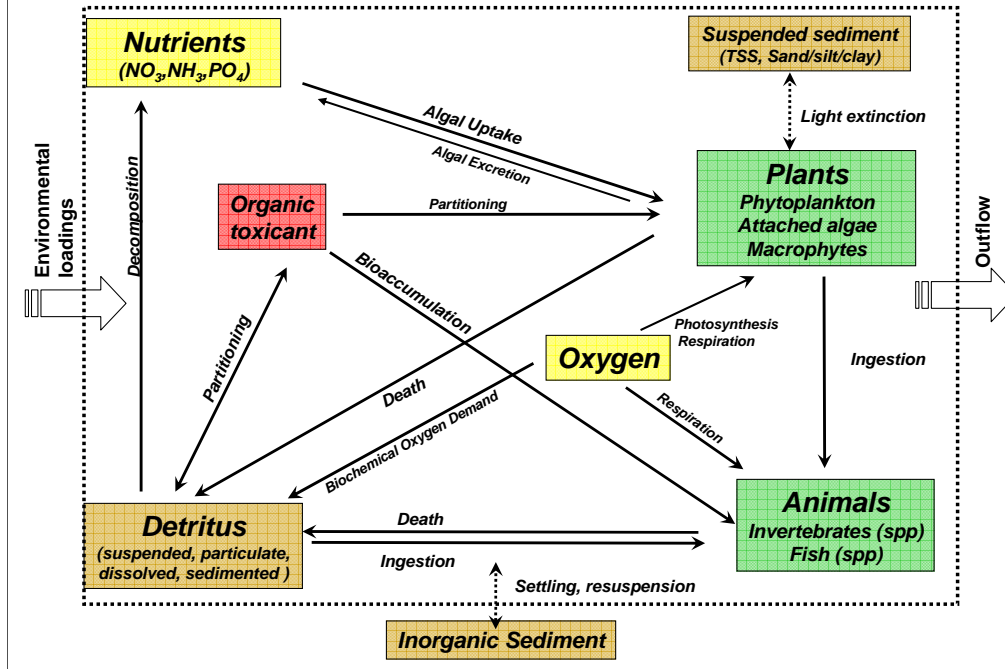 Nutrients
(NO3,NH3,PO4)
Suspended sediment
(TSS, Sand/silt/clay)
Algal Uptake
Algal Excretion
Light extinction
Environmental
loadings
Decomposition
Organic
toxicant
Partitioning
Plants
Phytoplankton
Attached algae
Macrophytes
Outflow
Bioaccumulation
Partitioning
Oxygen
Photosynthesis
Respiration
Ingestion
Death
Biochemical Oxygen Demand
Respiration
Detritus
(suspended, particulate,
dissolved, sedimented )
Death
Ingestion
Animals
Invertebrates (spp)
Fish (spp)
Settling, resuspension
Inorganic Sediment